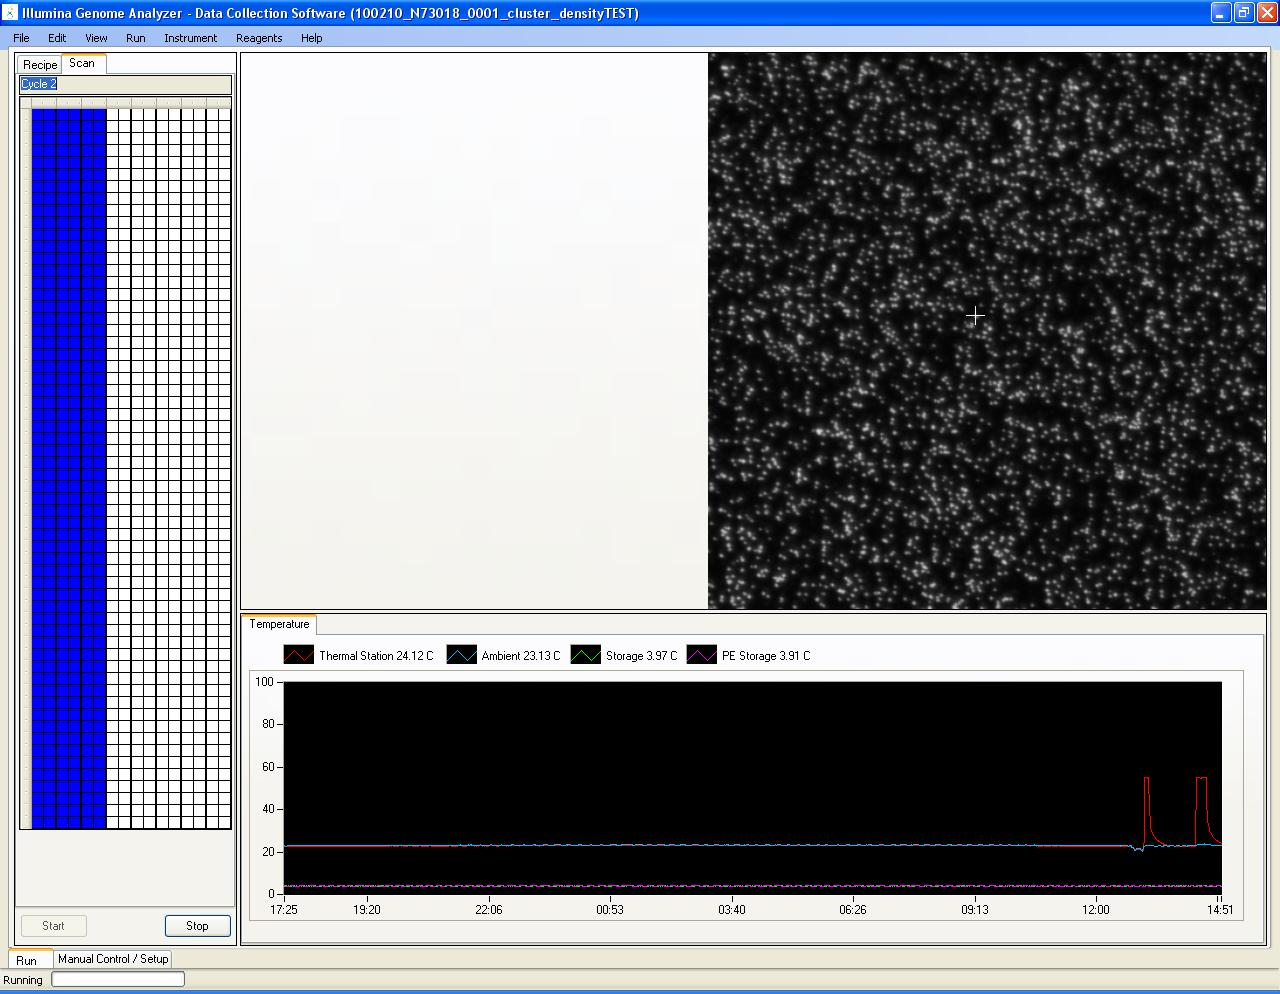 Illumina Genome Analyzer - Data Collection Software (100210_N73018_0001_cluster_densityTEST)
File Edit View Run Instrument Reagents Help
Recipe Scan
Cycle 2
Temperature
Thermal Station 24.12 C Ambient 23.13 C Storage 3.97 C PE Storage 3.91 C
100
80
60
40
20
0
17:25 19:20 22:06 00:53 03:40 06:26 09:13 12:00 14:51
Start Stop
Run Manual Control / Setup
Running